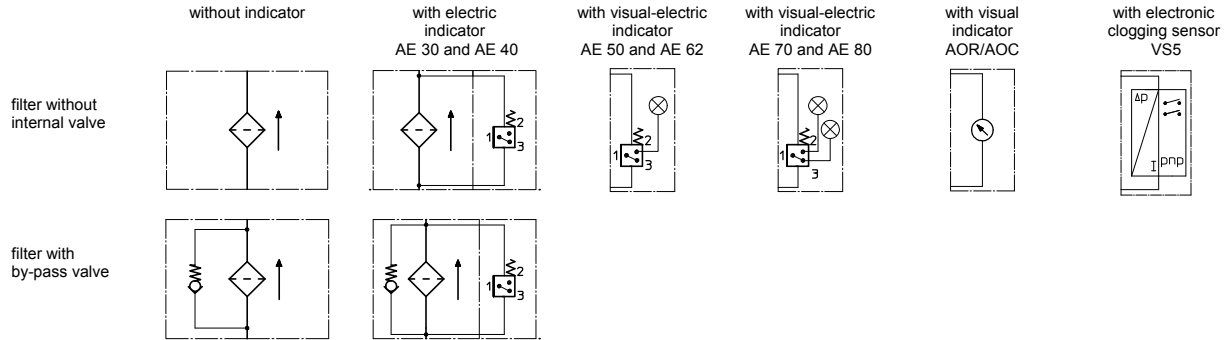 without indicator
with electric
indicator
AE 30 and AE 40
with visual-electric
indicator
AE 50 and AE 62
with visual-electric
indicator
AE 70 and AE 80
with visual
indicator
AOR/AOC
with electronic
clogging sensor
VS5
filter without
internal valve
1
2
3
1
2
3
1
2
3
Δp
I
pnp
filter with
by-pass valve
1
2
3